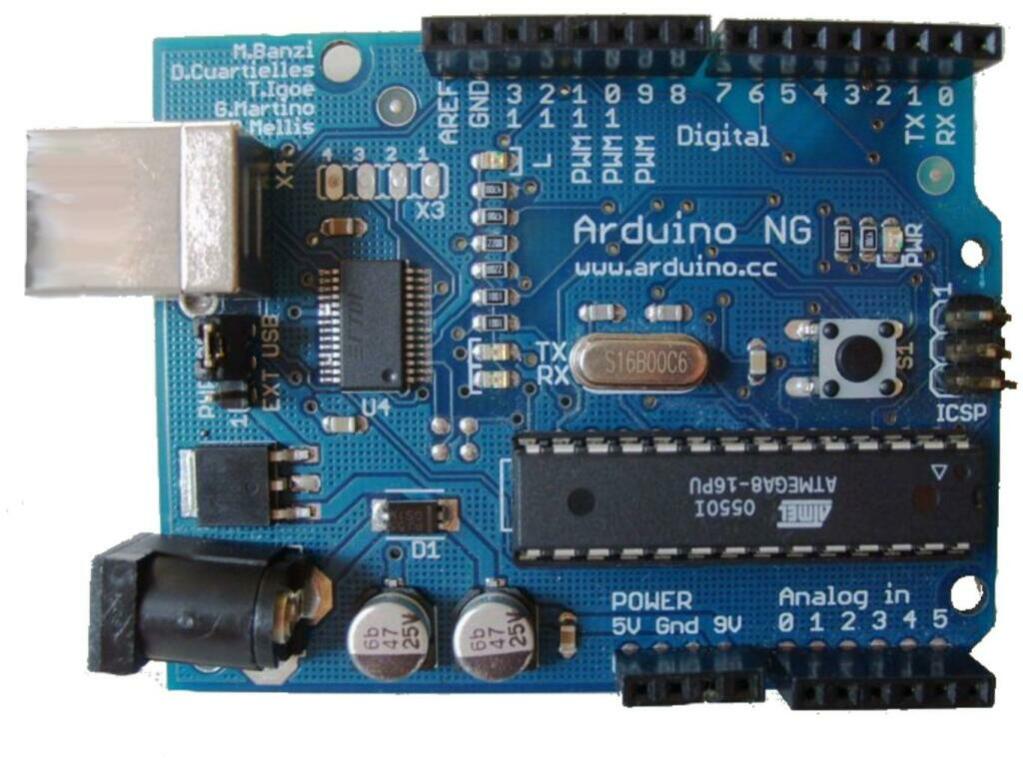 M.Banzi
D.Cuartielles
T.Igoe
G.Martino
Mellis
AREF
GND
13
12
PWM 11
PWM 10
PWM 9
8
7
6
5
4
3
2
TX 1
RX 0
Digital
L
X4
4 3 2 1
X3
Arduino NG
www.arduino.cc
PWR
1
ICSP
S1
TX
RX
S16B00C6
EXT USB
1
U4
ATMEGA8-16PU
0550I
ATMEL
D1
6b
47
25V
6b
47
25V
POWER
5V Gnd 9V
Analog in
0 1 2 3 4 5